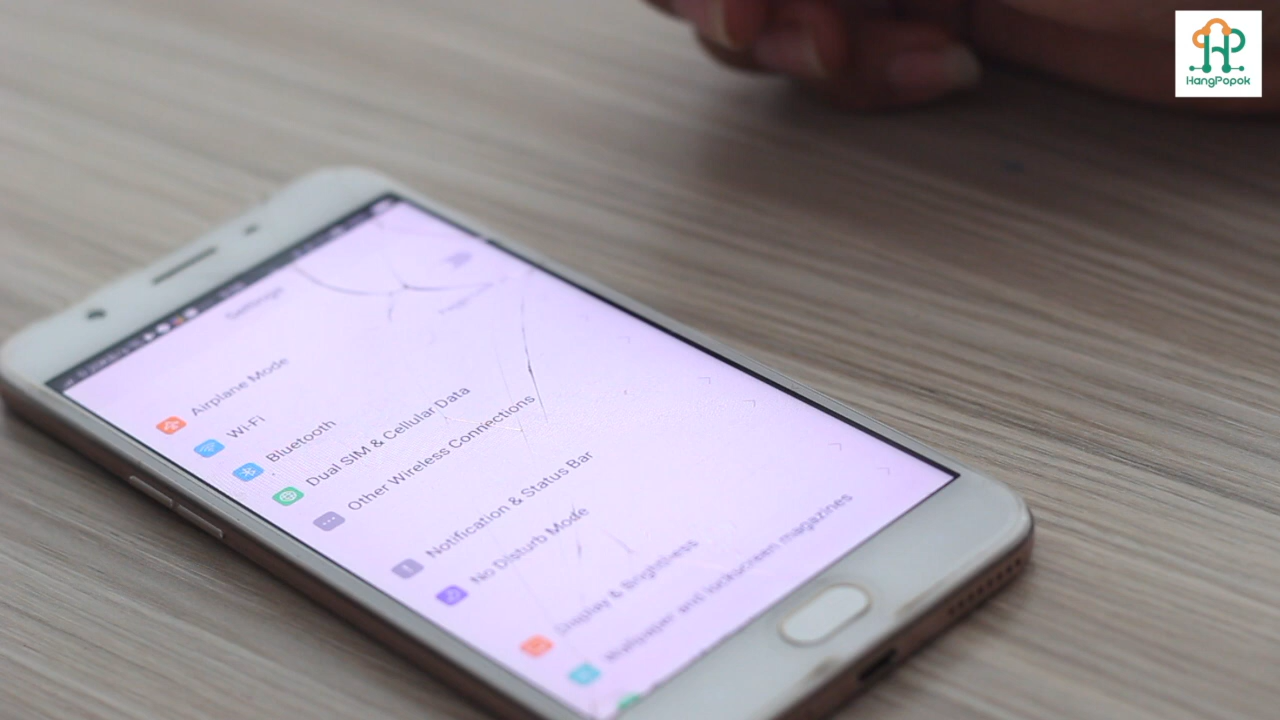 HangPopok
Settings
Airplane Mode
Wi-Fi
Bluetooth
Dual SIM & Cellular Data
Other Wireless Connections
Notification & Status Bar
No Disturb Mode
Display & Brightness
Wallpaper and lockscreen magazines